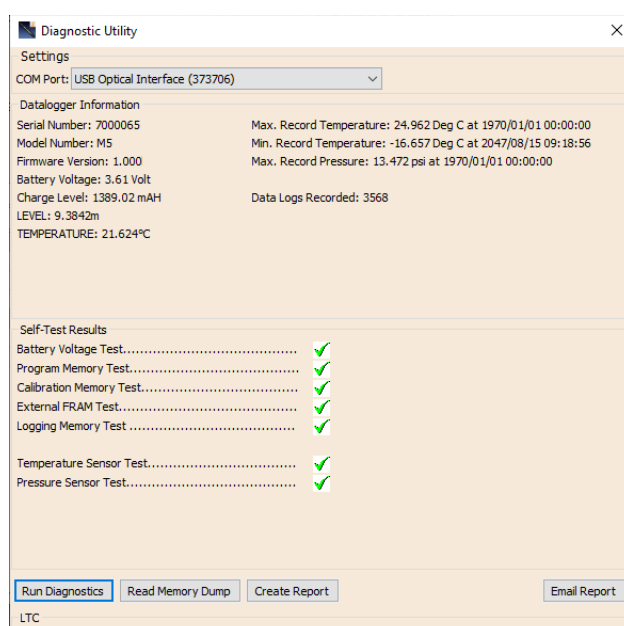 Diagnostic Utility
Settings
COM Port: USB Optical Interface (373706)
Datalogger Information
Serial Number: 7000065
Max. Record Temperature: 24.962 Deg C at 1970/01/01 00:00:00
Model Number: M5
Min. Record Temperature: -16.657 Deg C at 2047/08/15 09:18:56
Firmware Version: 1.000
Max. Record Pressure: 13.472 psi at 1970/01/01 00:00:00
Battery Voltage: 3.61 Volt
Charge Level: 1389.02 mAH
Data Logs Recorded: 3568
LEVEL: 9.3842m
TEMPERATURE: 21.624°C
Self-Test Results
Battery Voltage Test..........................................
Program Memory Test.........................................
Calibration Memory Test......................................
External FRAM Test...........................................
Logging Memory Test ........................................
Temperature Sensor Test....................................
Pressure Sensor Test.........................................
Run Diagnostics
Read Memory Dump
Create Report
Email Report
LTC